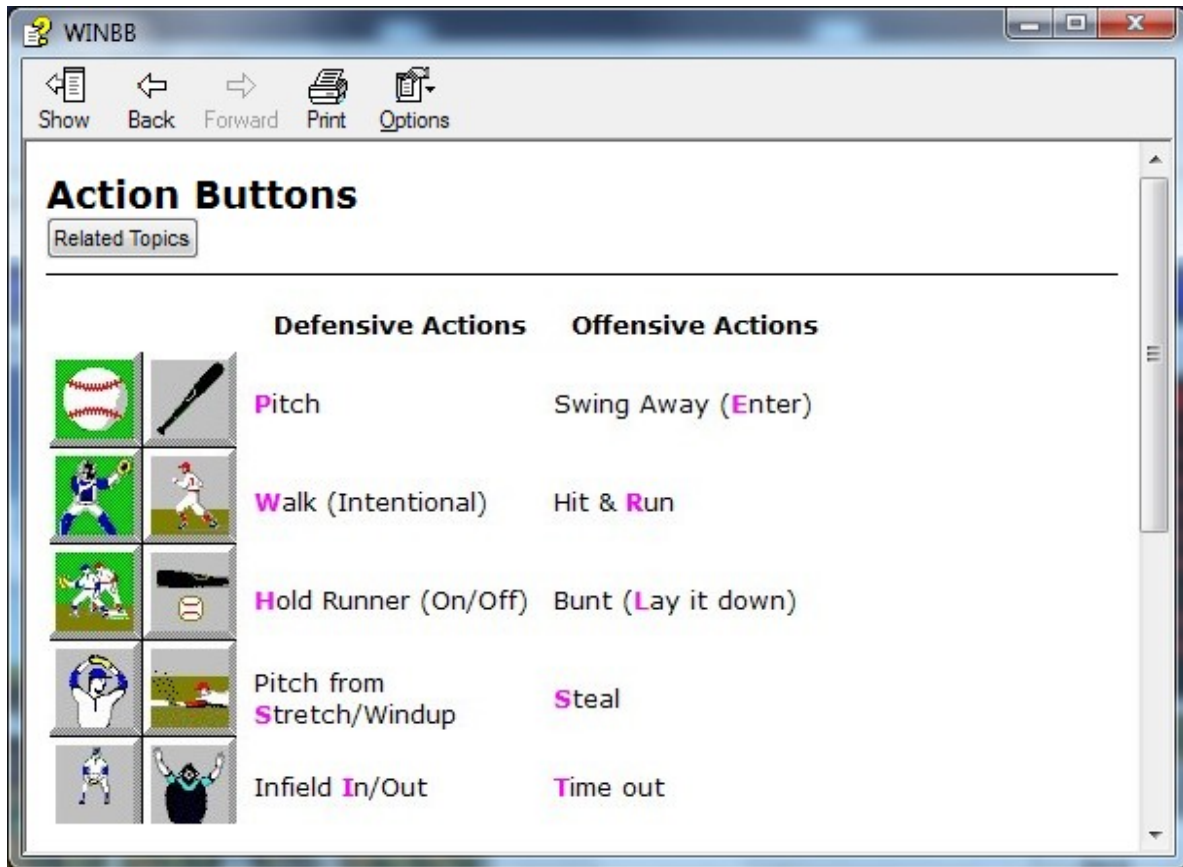 WINBB
Show Back Forward Print Options
Action Buttons
Related Topics
Defensive Actions Offensive Actions
Pitch Swing Away (Enter)
Walk (Intentional) Hit & Run
Hold Runner (On/Off) Bunt (Lay it down)
Pitch from
Stretch/Windup Steal
Infield In/Out Time out